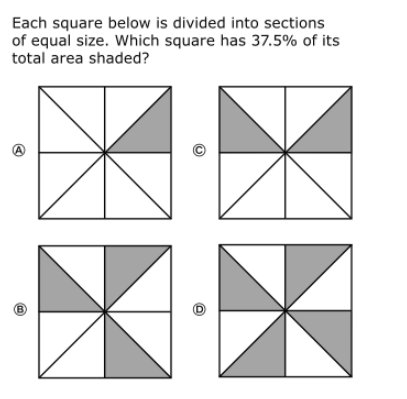 Each square below is divided into sections
of equal size. Which square has 37.5% of its
total area shaded?
Ⓐ
Ⓒ
Ⓑ
Ⓓ